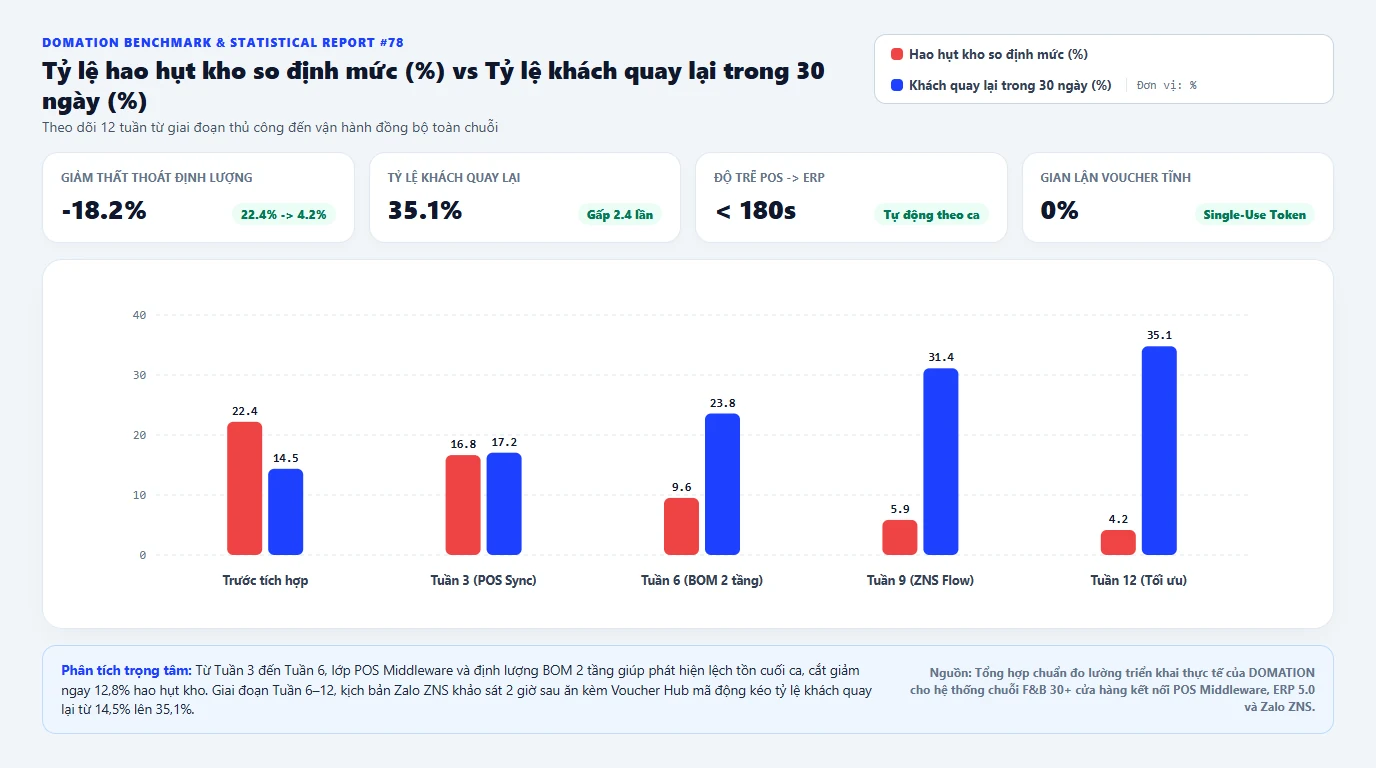 DOMATION BENCHMARK & STATISTICAL REPORT #78
Tỷ lệ hao hụt kho so định mức (%) vs Tỷ lệ khách quay lại trong 30
ngày (%)
Theo dõi 12 tuần từ giai đoạn thủ công đến vận hành đồng bộ toàn chuỗi
Hao hụt kho so định mức (%)
Khách quay lại trong 30 ngày (%)
Đơn vị: %
GIẢM THẤT THOÁT ĐỊNH LƯỢNG
-18.2%
22.4% -> 4.2%
TỶ LỆ KHÁCH QUAY LẠI
35.1%
Gấp 2.4 lần
ĐỘ TRỄ POS -> ERP
< 180s
Tự động theo ca
GIAN LẬN VOUCHER TĨNH
0%
Single-Use Token
40
30
20
10
0
22.4
14.5
16.8
17.2
9.6
23.8
5.9
31.4
4.2
35.1
Trước tích hợp
Tuần 3 (POS Sync)
Tuần 6 (BOM 2 tầng)
Tuần 9 (ZNS Flow)
Tuần 12 (Tối ưu)
Phân tích trọng tâm: Từ Tuần 3 đến Tuần 6, lớp POS Middleware và định lượng BOM 2 tầng giúp phát hiện lệch tồn cuối ca, cắt giảm
ngay 12,8% hao hụt kho. Giai đoạn Tuần 6–12, kịch bản Zalo ZNS khảo sát 2 giờ sau ăn kèm Voucher Hub mã động kéo tỷ lệ khách quay
lại từ 14,5% lên 35,1%.
Nguồn: Tổng hợp chuẩn đo lường triển khai thực tế của DOMATION
cho hệ thống chuỗi F&B 30+ cửa hàng kết nối POS Middleware, ERP 5.0
và Zalo ZNS.